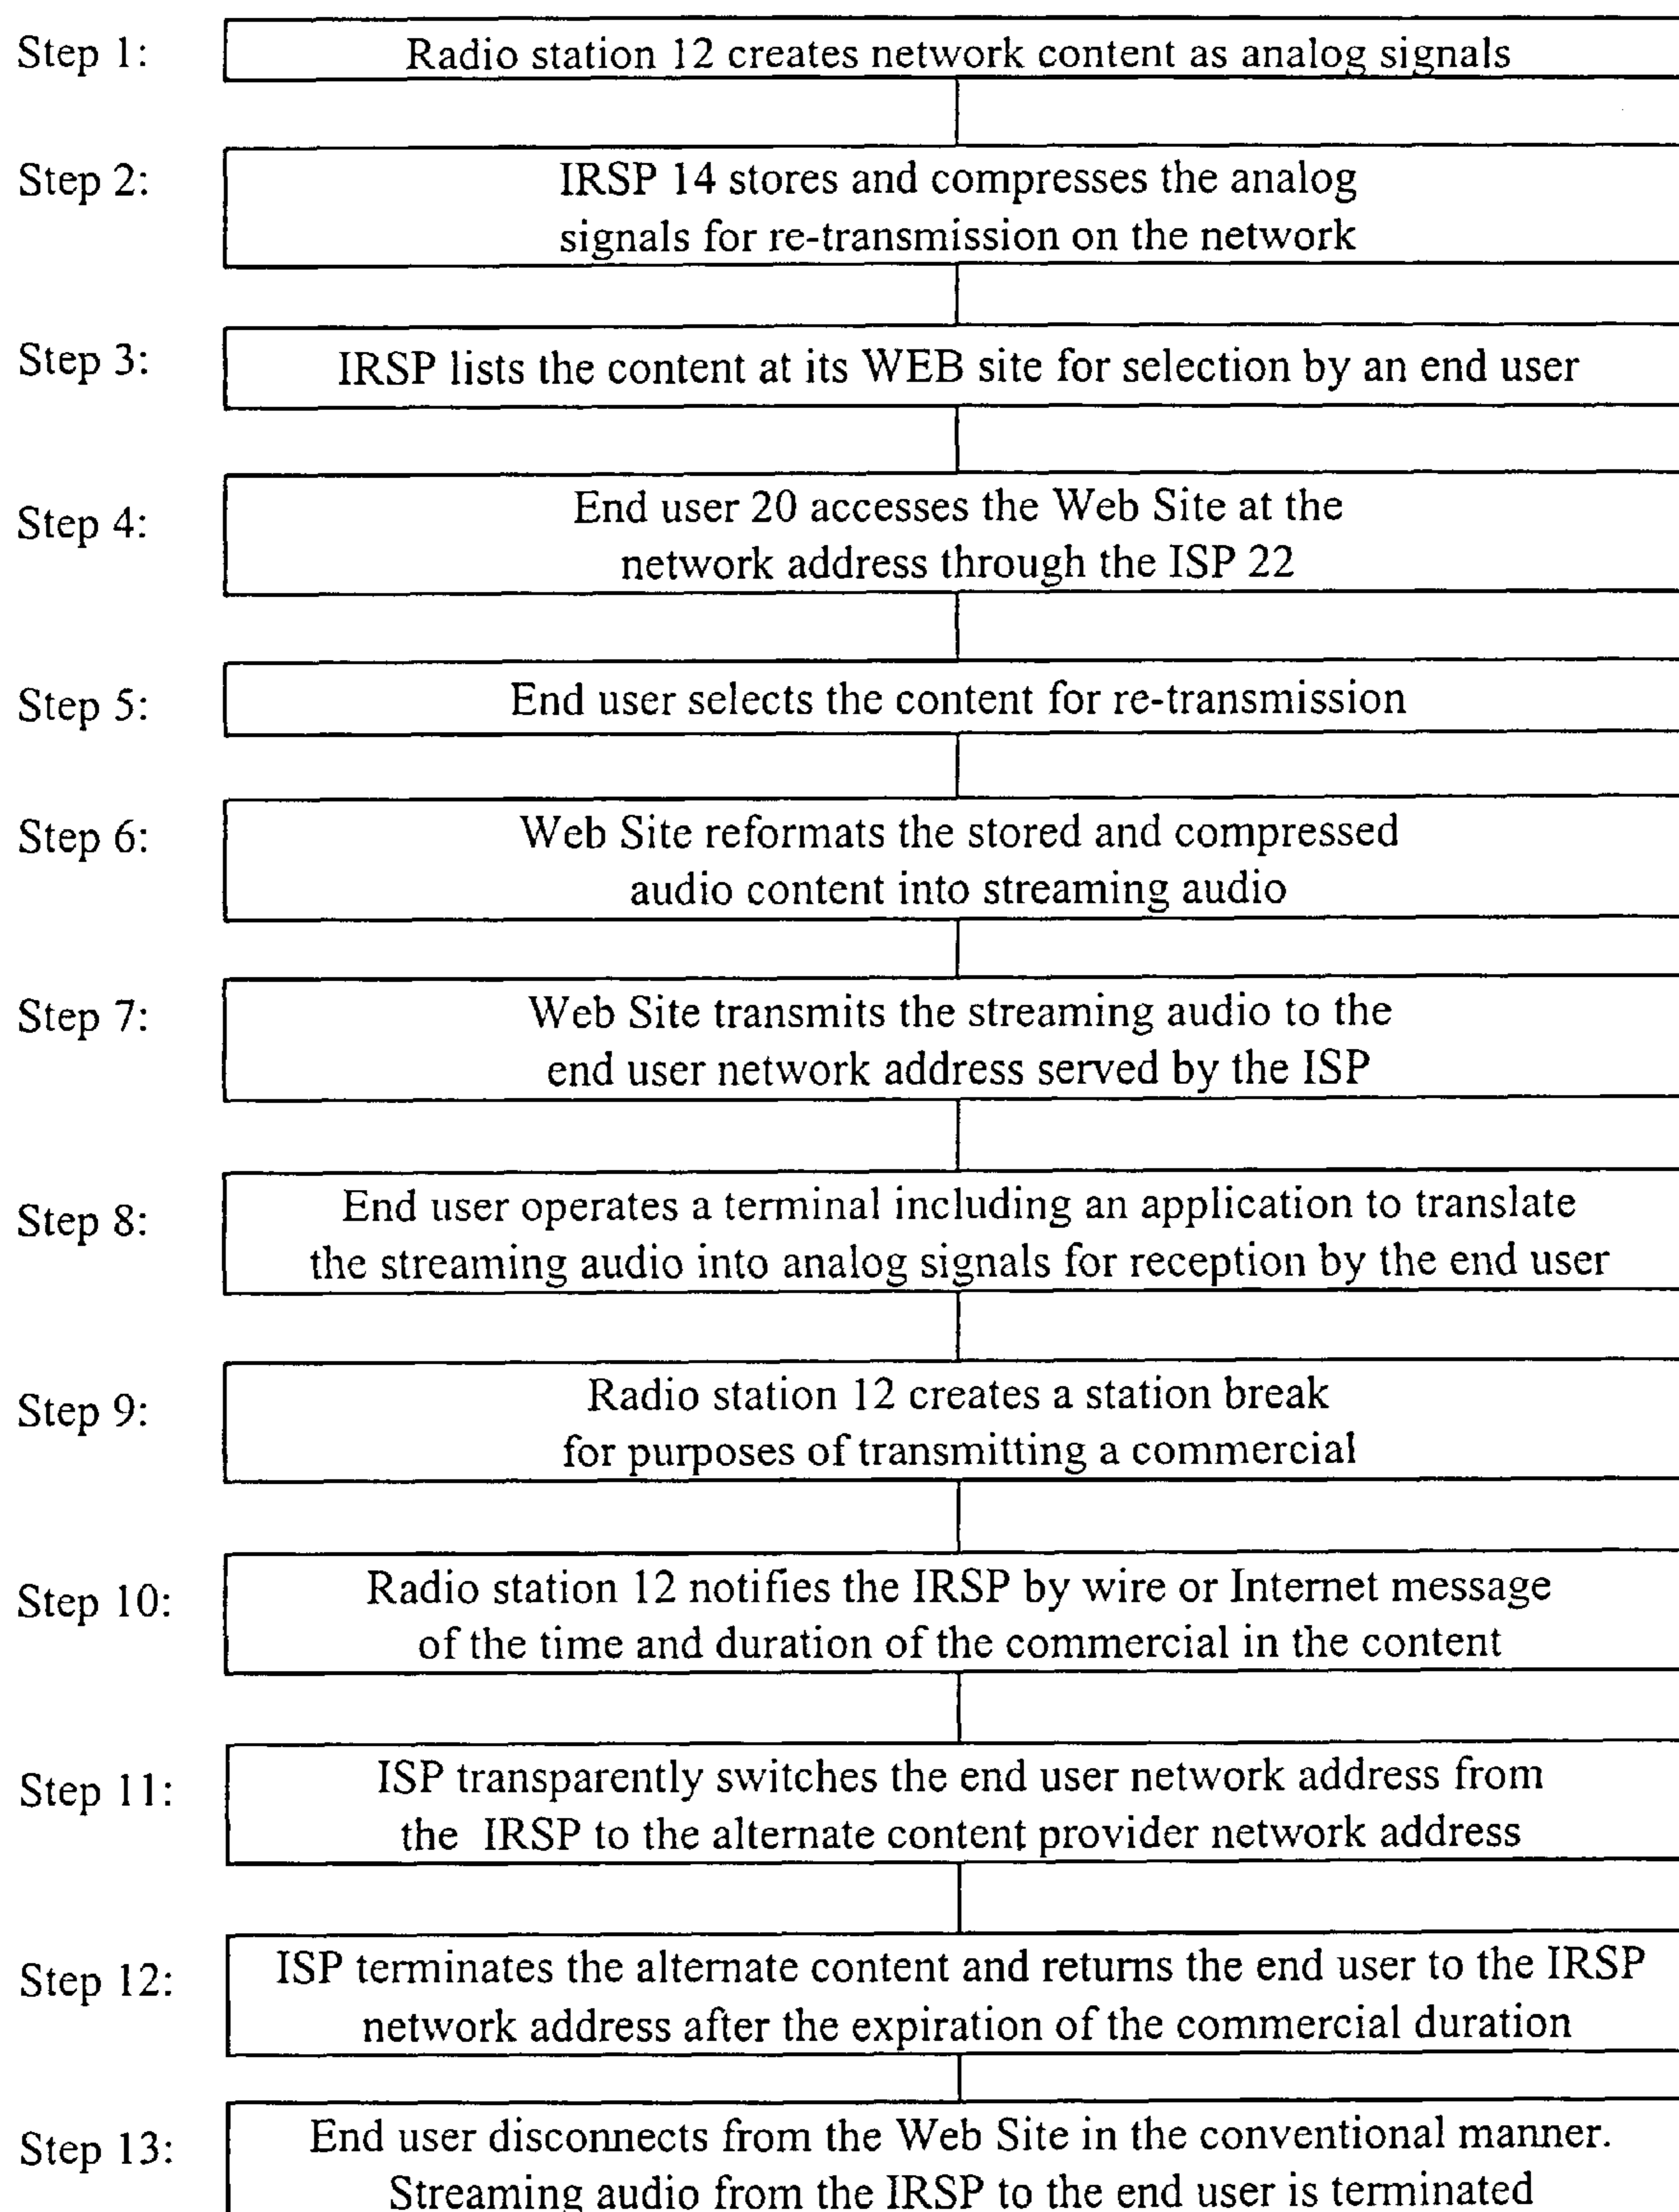 Step 1: Radio station 12 creates network content as analog signals
Step 2: IRSP 14 stores and compresses the analog
signals for re-transmission on the network
Step 3: IRSP lists the content at its WEB site for selection by an end user
Step 4: End user 20 accesses the Web Site at the
network address through the ISP 22
Step 5: End user selects the content for re-transmission
Step 6: Web Site reformats the stored and compressed
audio content into streaming audio
Step 7: Web Site transmits the streaming audio to the
end user network address served by the ISP
Step 8: End user operates a terminal including an application to translate
the streaming audio into analog signals for reception by the end user
Step 9: Radio station 12 creates a station break
for purposes of transmitting a commercial
Step 10: Radio station 12 notifies the IRSP by wire or Internet message
of the time and duration of the commercial in the content
Step 11: ISP transparently switches the end user network address from
the IRSP to the alternate content provider network address
Step 12: ISP terminates the alternate content and returns the end user to the IRSP
network address after the expiration of the commercial duration
Step 13: End user disconnects from the Web Site in the conventional manner.
Streaming audio from the IRSP to the end user is terminated